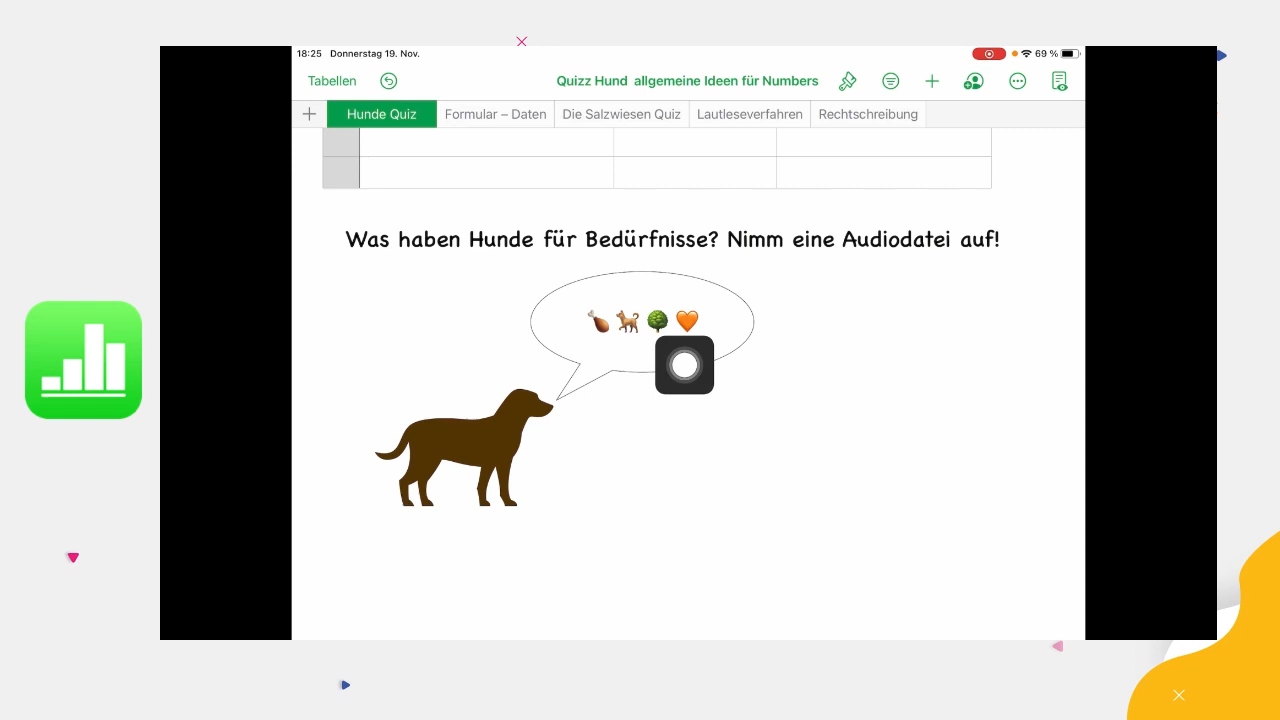 18:25 Donnerstag 19. Nov.
69 %
Tabellen
Quizz Hund allgemeine Ideen für Numbers
Hunde Quiz
Formular – Daten
Die Salzwiesen Quiz
Lautleseverfahren
Rechtschreibung
Was haben Hunde für Bedürfnisse? Nimm eine Audiodatei auf!
🍗 🐕 🌳 🧡